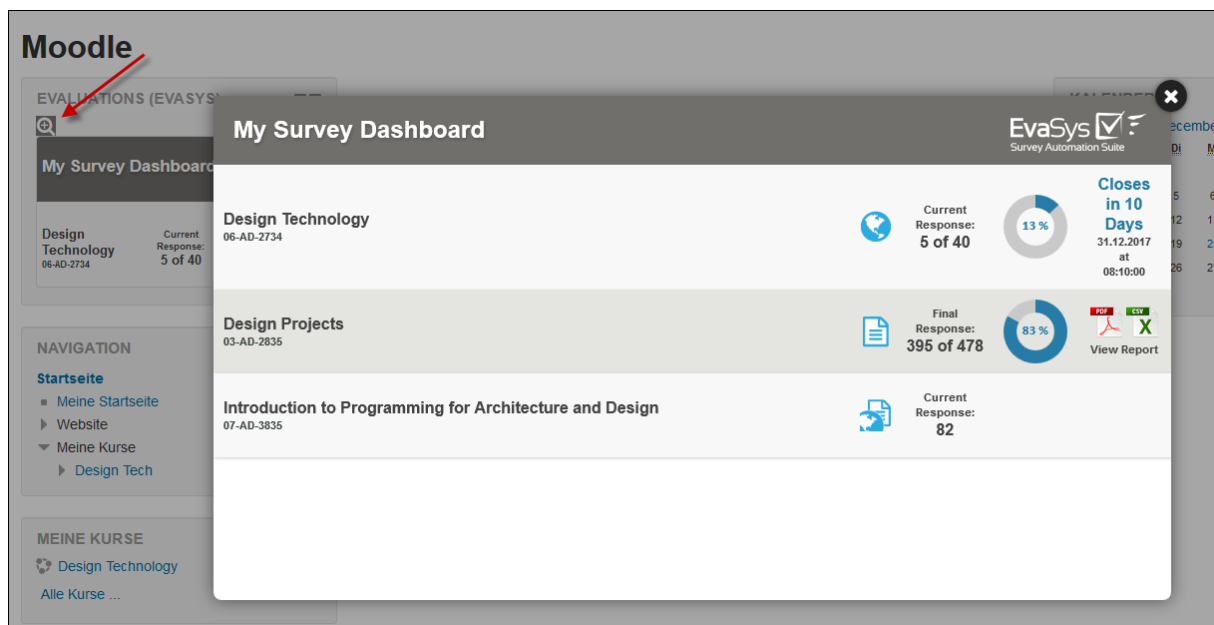 Moodle
EVALUATIONS (EVASYS)
My Survey Dashboard
Design
Technology
06-AD-2734
Current
Response:
5 of 40
NAVIGATION
Startseite
Meine Startseite
Website
Meine Kurse
Design Tech
MEINE KURSE
Design Technology
Alle Kurse ...
My Survey Dashboard
EvaSys
Survey Automation Suite
Design Technology
06-AD-2734
Current
Response:
5 of 40
13 %
Closes
in 10
Days
31.12.2017
at
08:10:00
Design Projects
03-AD-2835
Final
Response:
395 of 478
83 %
PDF CSV
X
View Report
Introduction to Programming for Architecture and Design
07-AD-3835
Current
Response:
82
KALENDER
Di
5
12
19
26